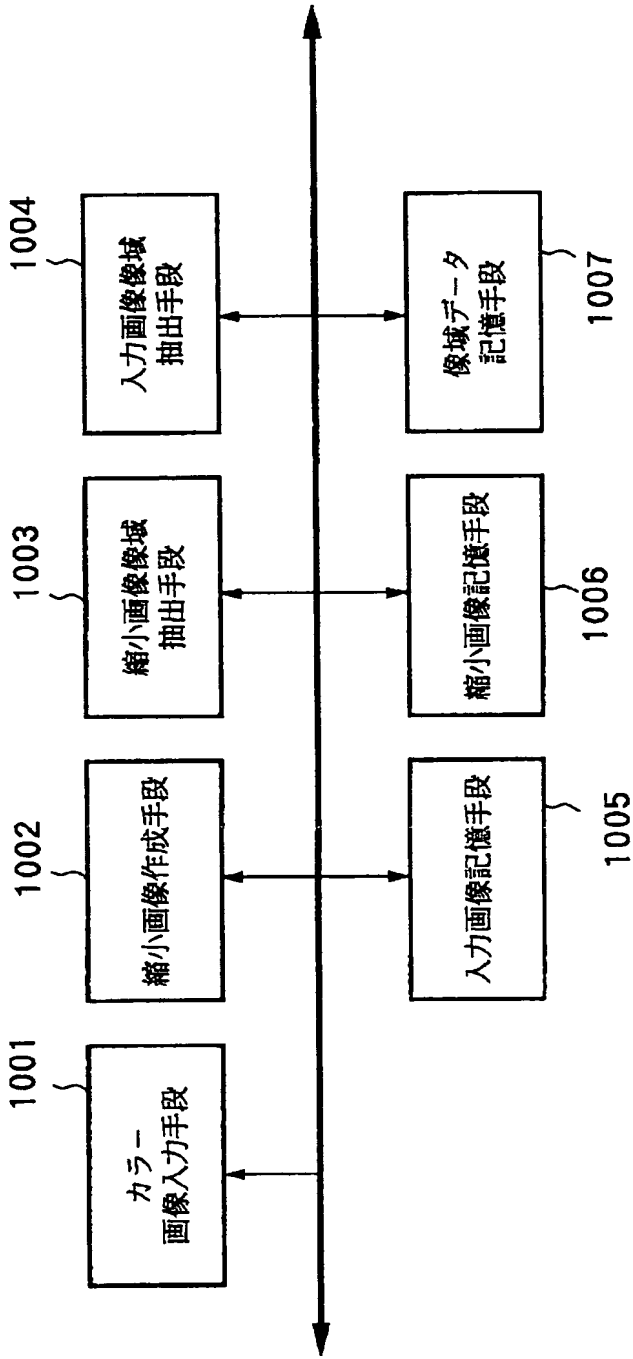 1001
カラー
画像入力手段
1002
縮小画像作成手段
1003
縮小画像像域
抽出手段
1004
入力画像像域
抽出手段
入力画像記憶手段
1005
縮小画像記憶手段
1006
像域データ
記憶手段
1007